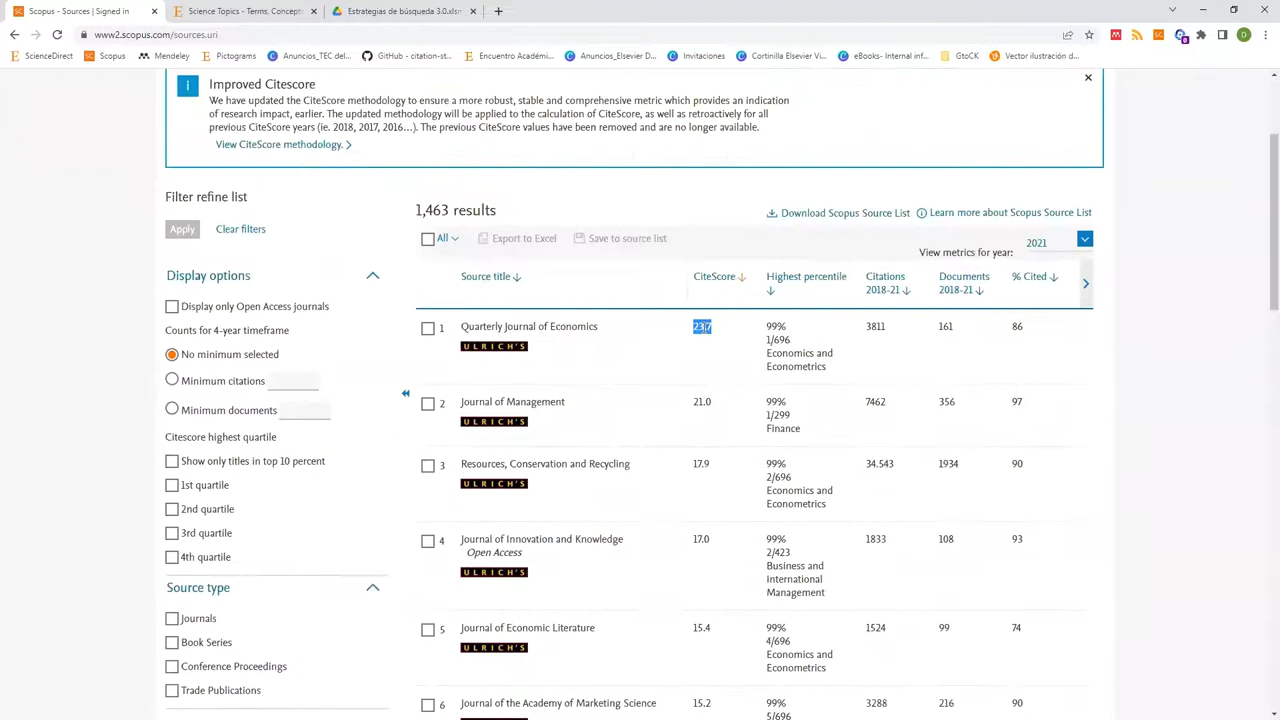 Scopus - Sources | Signed in
Science Topics - Terms, Concept
Estrategias de búsqueda 3.0.xlsm
www2.scopus.com/sources.uri
ScienceDirect
Scopus
Mendeley
Pictograms
Anuncios_TEC del...
GitHub - citation-st...
Encuentro Académi...
Anuncios_Elsevier D...
Invitaciones
Cortinilla Elsevier Vi...
eBooks- Internal inf...
GtoCK
Vector ilustración d...
Improved Citescore
We have updated the CiteScore methodology to ensure a more robust, stable and comprehensive metric which provides an indication
of research impact, earlier. The updated methodology will be applied to the calculation of CiteScore, as well as retroactively for all
previous CiteScore years (ie. 2018, 2017, 2016...). The previous CiteScore values have been removed and are no longer available.
View CiteScore methodology.
Filter refine list
Apply Clear filters
Display options
Display only Open Access journals
Counts for 4-year timeframe
No minimum selected
Minimum citations
Minimum documents
Citescore highest quartile
Show only titles in top 10 percent
1st quartile
2nd quartile
3rd quartile
4th quartile
Source type
Journals
Book Series
Conference Proceedings
Trade Publications
1,463 results
Download Scopus Source List
Learn more about Scopus Source List
All
Export to Excel
Save to source list
View metrics for year:
2021
Source title
CiteScore
Highest percentile
Citations
2018-21
Documents
2018-21
% Cited
1 Quarterly Journal of Economics 23.7 99% 3811 161 86
1/696
ULRICH'S
Economics and
Econometrics
2 Journal of Management 21.0 99% 7462 356 97
1/299
ULRICH'S
Finance
3 Resources, Conservation and Recycling 17.9 99% 34.543 1934 90
2/696
ULRICH'S
Economics and
Econometrics
4 Journal of Innovation and Knowledge 17.0 99% 1833 108 93
Open Access
2/423
ULRICH'S
Business and
International
Management
5 Journal of Economic Literature 15.4 99% 1524 99 74
4/696
ULRICH'S
Economics and
Econometrics
6 Journal of the Academy of Marketing Science 15.2 99% 3288 216 90
5/696